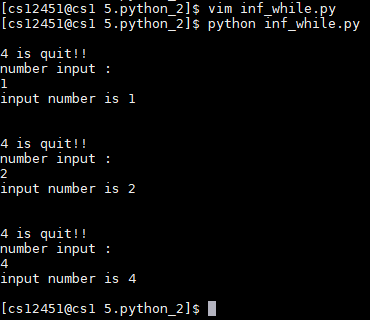 [cs12451@cs1 5.python_2]$ vim inf_while.py
[cs12451@cs1 5.python_2]$ python inf_while.py
4 is quit!!
number input :
1
input number is 1
4 is quit!!
number input :
2
input number is 2
4 is quit!!
number input :
4
input number is 4
[cs12451@cs1 5.python_2]$